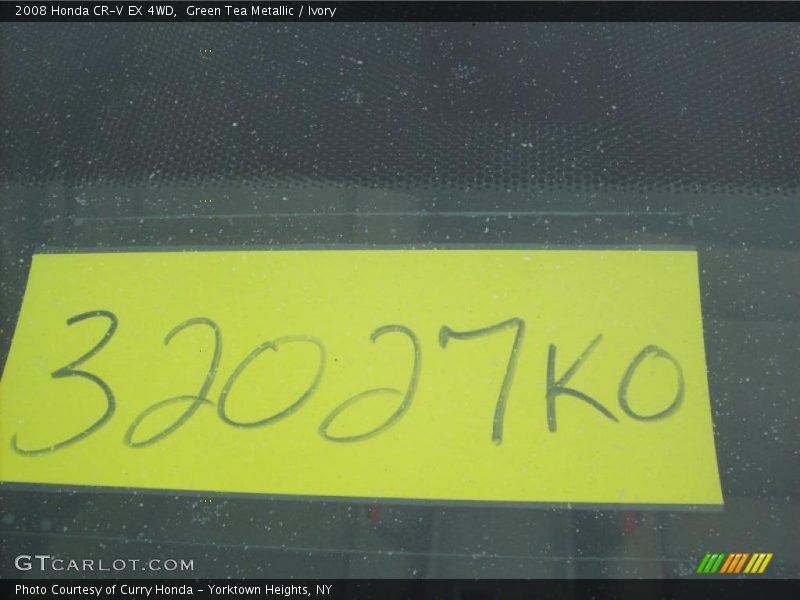 2008 Honda CR-V EX 4WD, Green Tea Metallic / Ivory
32027KO
GTCARLOT.COM
Photo Courtesy of Curry Honda - Yorktown Heights, NY